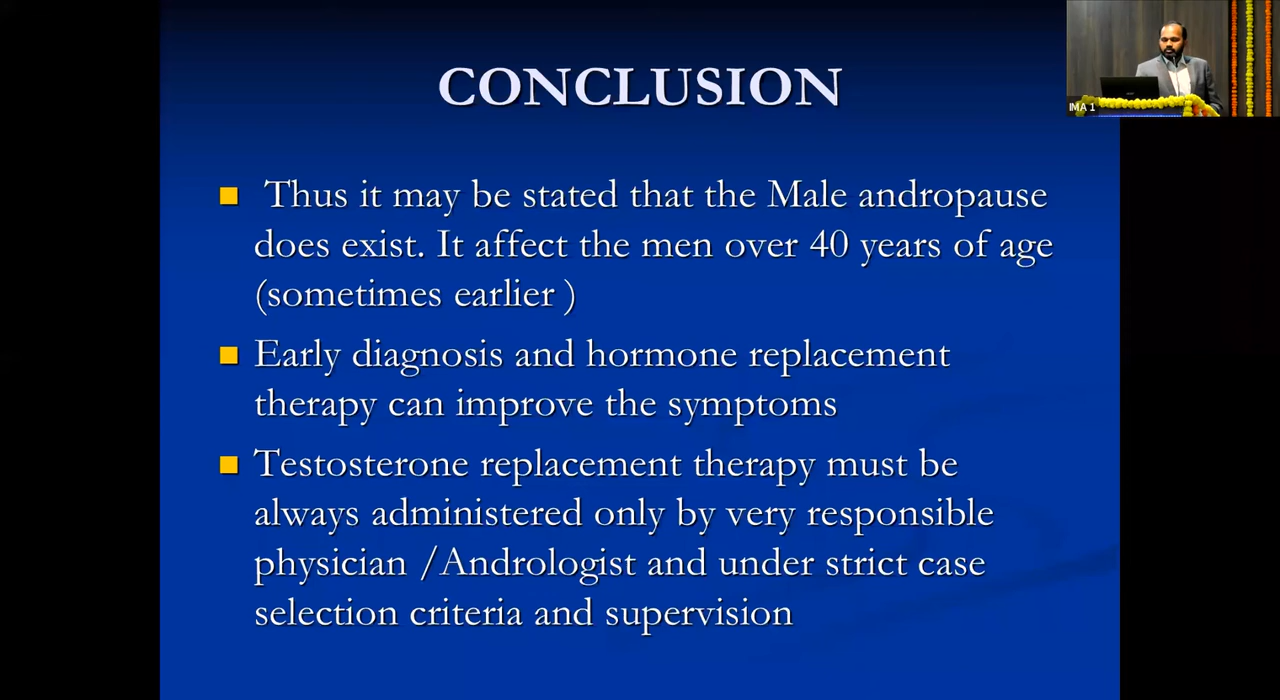 CONCLUSION
Thus it may be stated that the Male andropause
does exist. It affect the men over 40 years of age
(sometimes earlier )
Early diagnosis and hormone replacement
therapy can improve the symptoms
Testosterone replacement therapy must be
always administered only by very responsible
physician /Andrologist and under strict case
selection criteria and supervision
IMA 1